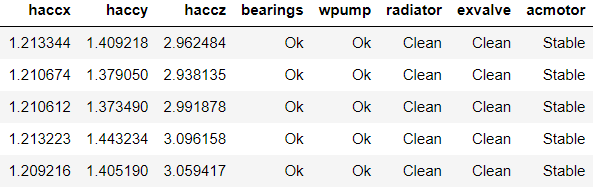 haccx haccy haccz bearings wpump radiator exvalve acmotor
1.213344 1.409218 2.962484 Ok Ok Clean Clean Stable
1.210674 1.379050 2.938135 Ok Ok Clean Clean Stable
1.210612 1.373490 2.991878 Ok Ok Clean Clean Stable
1.213223 1.443234 3.096158 Ok Ok Clean Clean Stable
1.209216 1.405190 3.059417 Ok Ok Clean Clean Stable